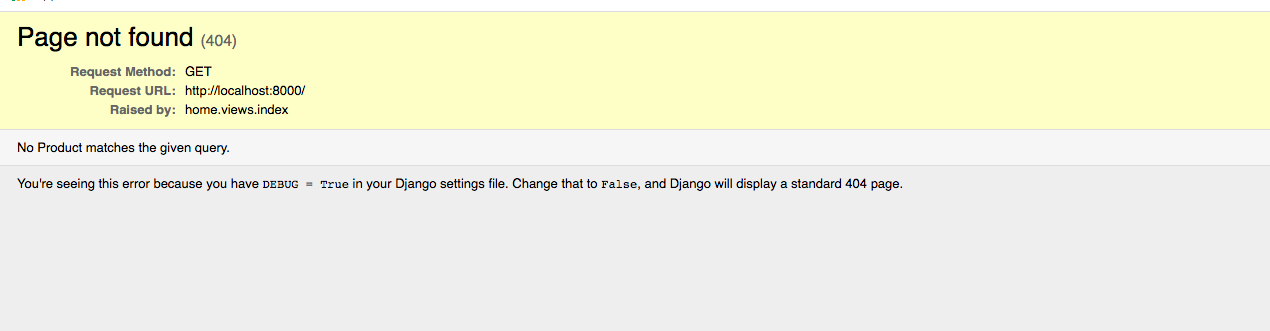 Page not found (404)
Request Method: GET
Request URL: http://localhost:8000/
Raised by: home.views.index
No Product matches the given query.
You're seeing this error because you have DEBUG = True in your Django settings file. Change that to False, and Django will display a standard 404 page.